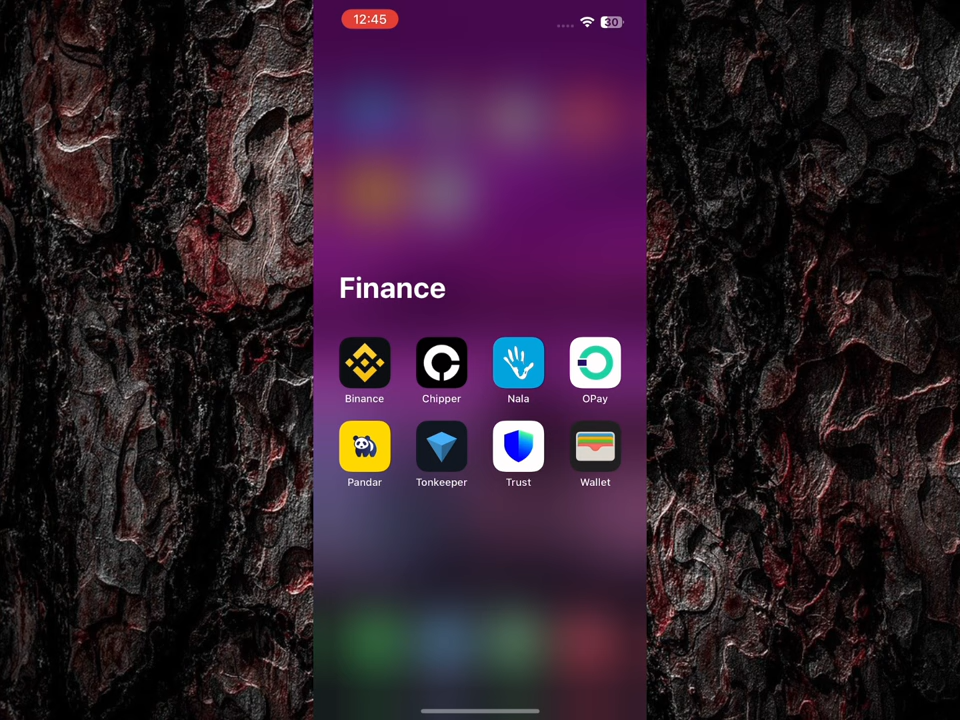 12:45
30
Finance
Binance Chipper Nala OPay
Pandar Tonkeeper Trust Wallet